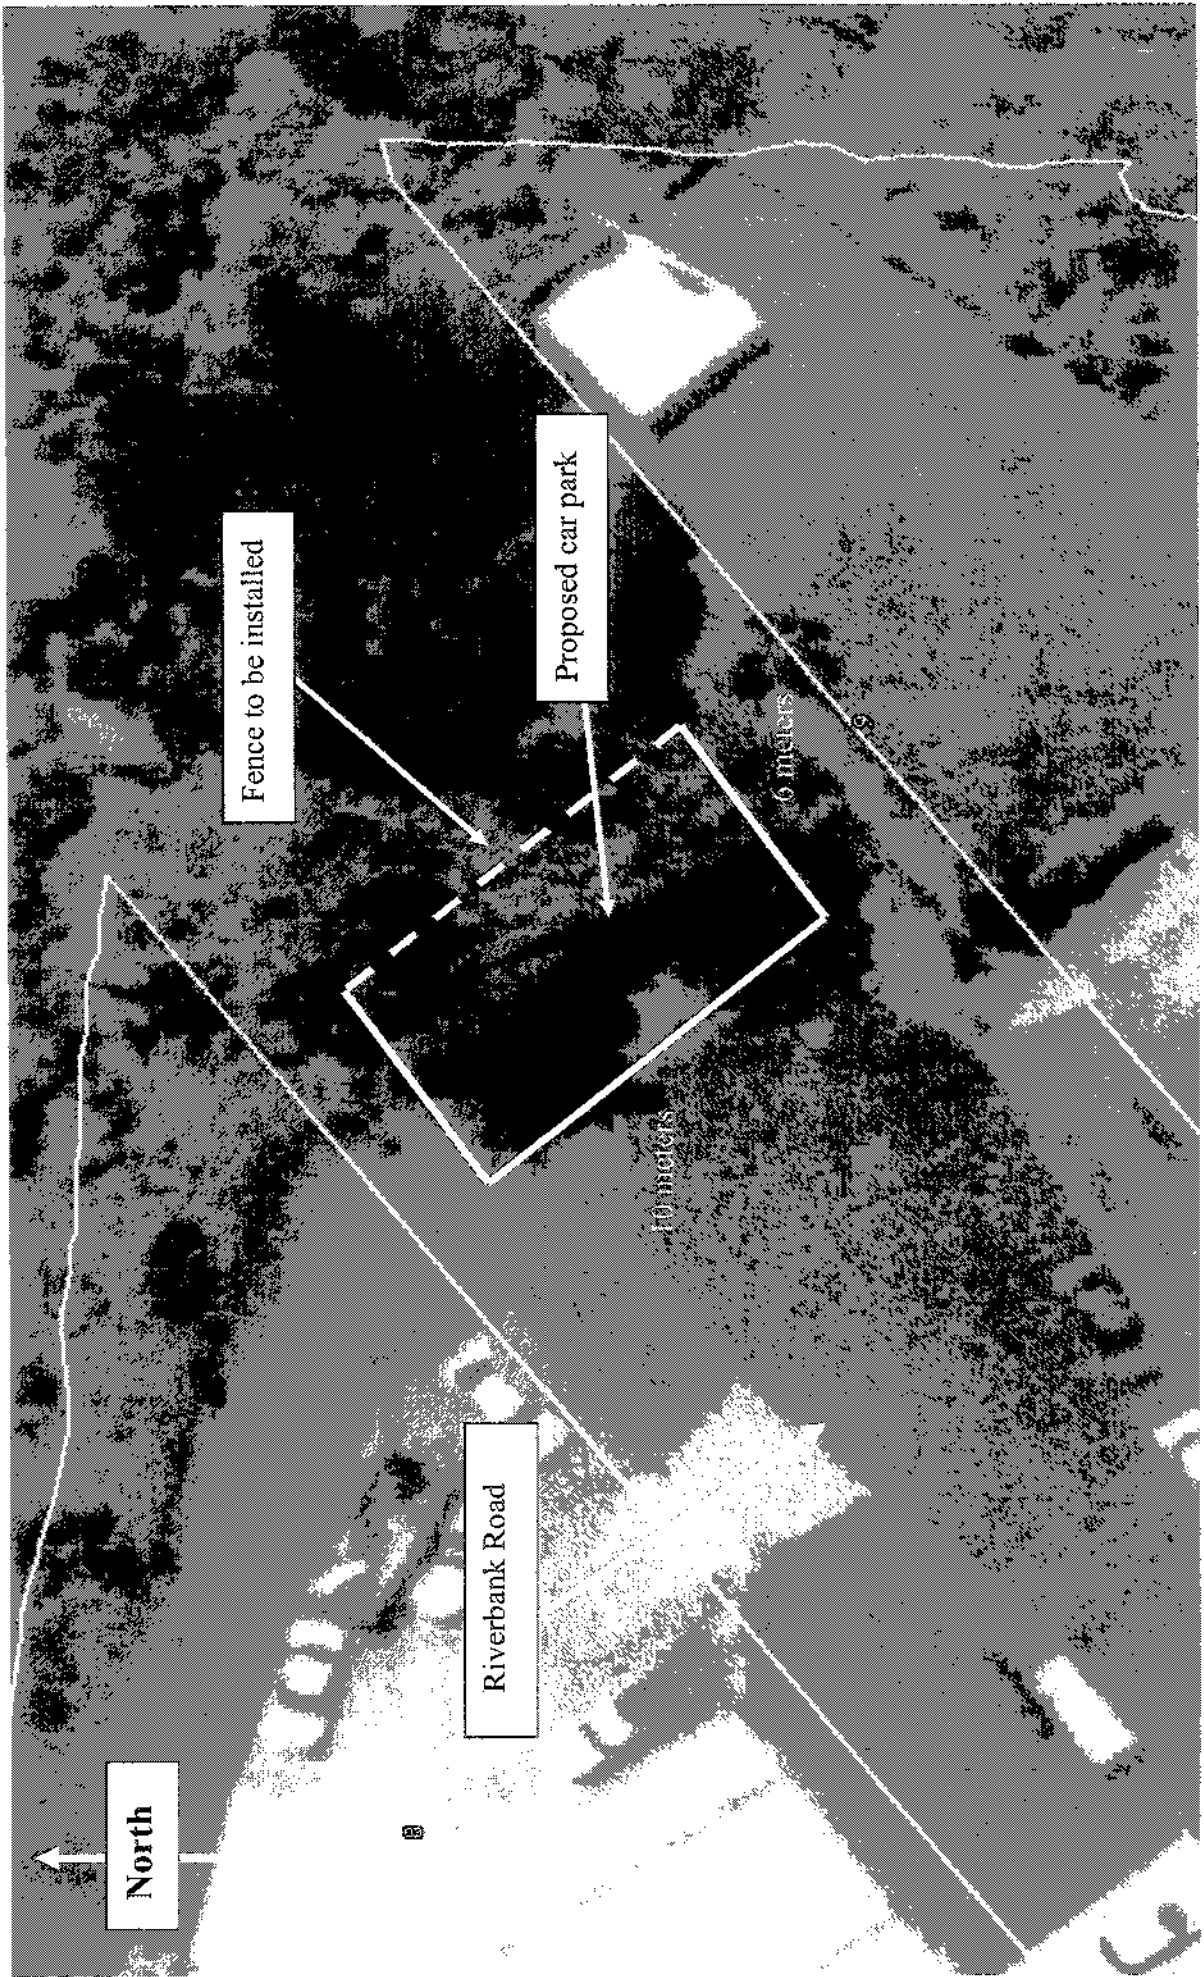 Fence to be installed
Proposed car park
6 meters
10 meters
Riverbank Road
North